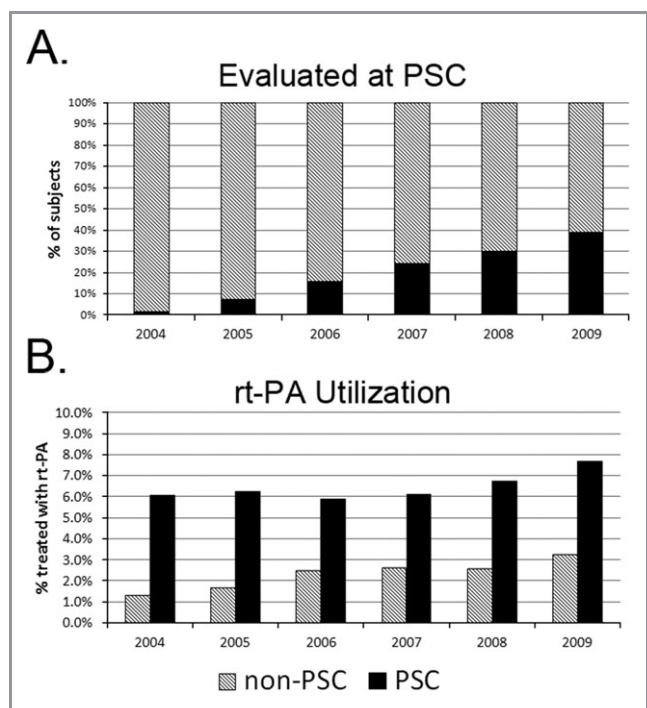 A.
Evaluated at PSC
100%
90%
80%
70%
60%
50%
40%
30%
20%
10%
0%
% of subjects
2004 2005 2006 2007 2008 2009
B.
rt-PA Utilization
10.0%
9.0%
8.0%
7.0%
6.0%
5.0%
4.0%
3.0%
2.0%
1.0%
0.0%
% treated with rt-PA
2004 2005 2006 2007 2008 2009
non-PSC PSC